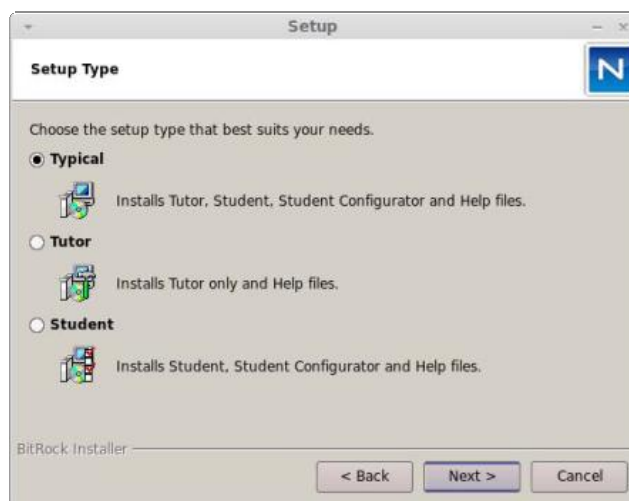 Setup
Setup Type
N
Choose the setup type that best suits your needs.
Typical
Installs Tutor, Student, Student Configurator and Help files.
Tutor
Installs Tutor only and Help files.
Student
Installs Student, Student Configurator and Help files.
BitRock Installer
< Back Next > Cancel